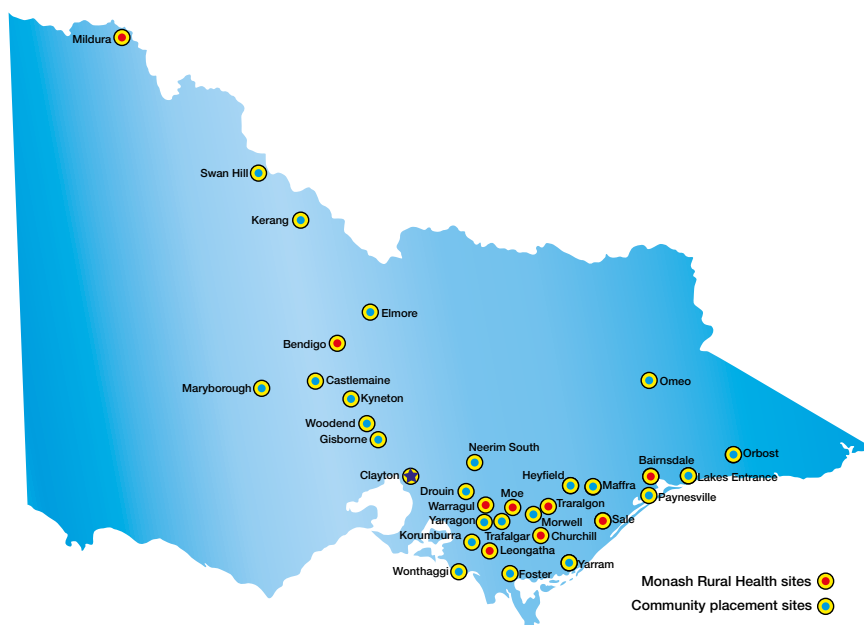 Mildura
Swan Hill
Kerang
Elmore
Bendigo
Maryborough
Castlemaine
Omeo
Kyneton
Woodend
Gisborne
Neerim South
Orbost
Bairnsdale
Clayton
Heyfield
Maffra
Lakes Entrance
Drouin
Moe
Paynesville
Warragul
Traralgon
Yarragon
Morwell
Sale
Korumburra
Trafalgar
Churchill
Leongatha
Yarram
Wonthaggi
Foster
Monash Rural Health sites
Community placement sites